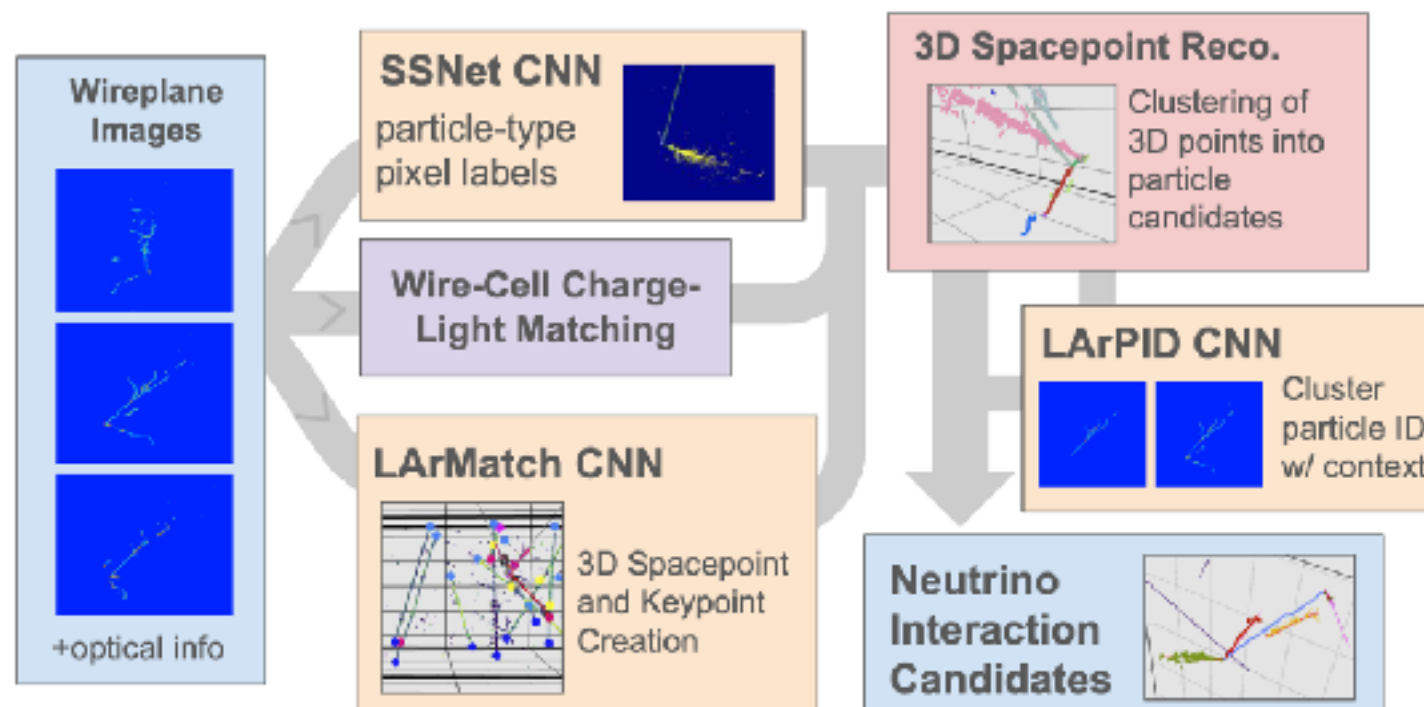 Wireplane
Images
+optical info
SSNet CNN
particle-type
pixel labels
Wire-Cell Charge-
Light Matching
LArMatch CNN
3D Spacepoint
and Keypoint
Creation
3D Spacepoint Reco.
Clustering of
3D points into
particle
candidates
LArPID CNN
Cluster
particle ID
w/ context
Neutrino
Interaction
Candidates